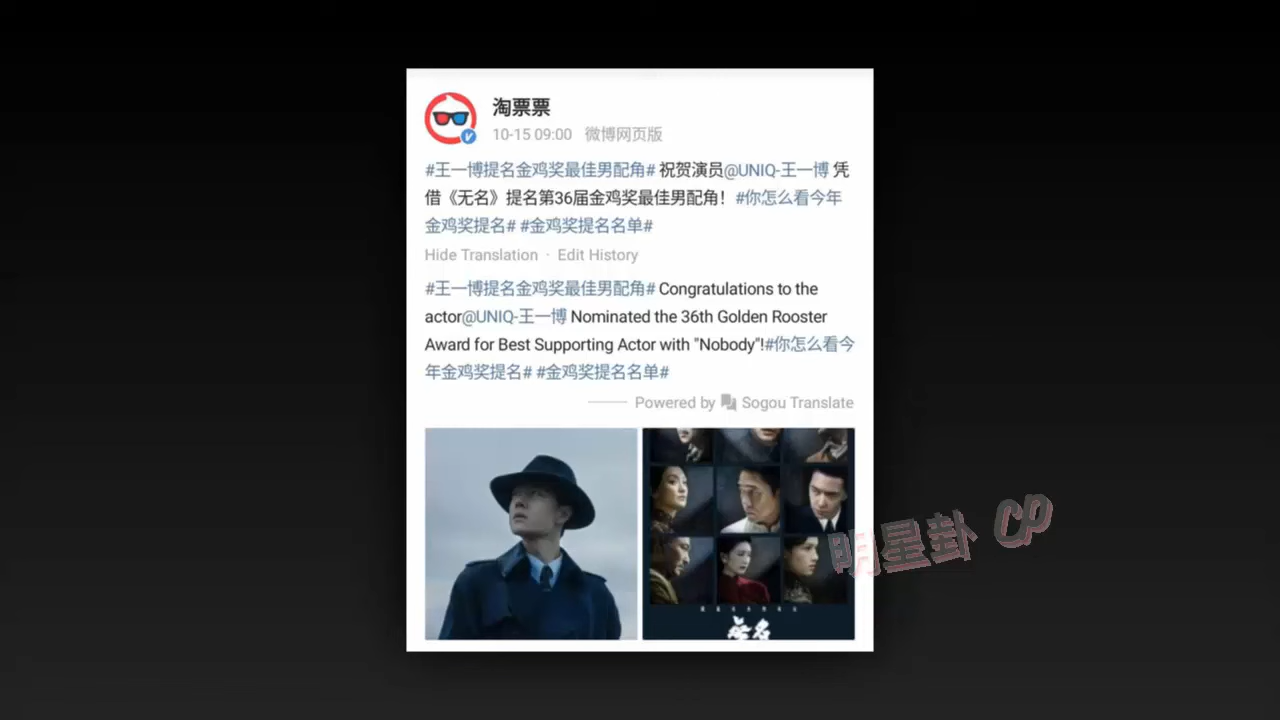 淘票票
10-15 09:00 微博网页版
#王一博提名金鸡奖最佳男配角# 祝贺演员@UNIQ-王一博 凭
借《无名》提名第36届金鸡奖最佳男配角！#你怎么看今年
金鸡奖提名# #金鸡奖提名名单#
Hide Translation · Edit History
#王一博提名金鸡奖最佳男配角# Congratulations to the
actor@UNIQ-王一博 Nominated the 36th Golden Rooster
Award for Best Supporting Actor with "Nobody"!#你怎么看今
年金鸡奖提名# #金鸡奖提名名单#
Powered by Sogou Translate
無名
明星卦 cp